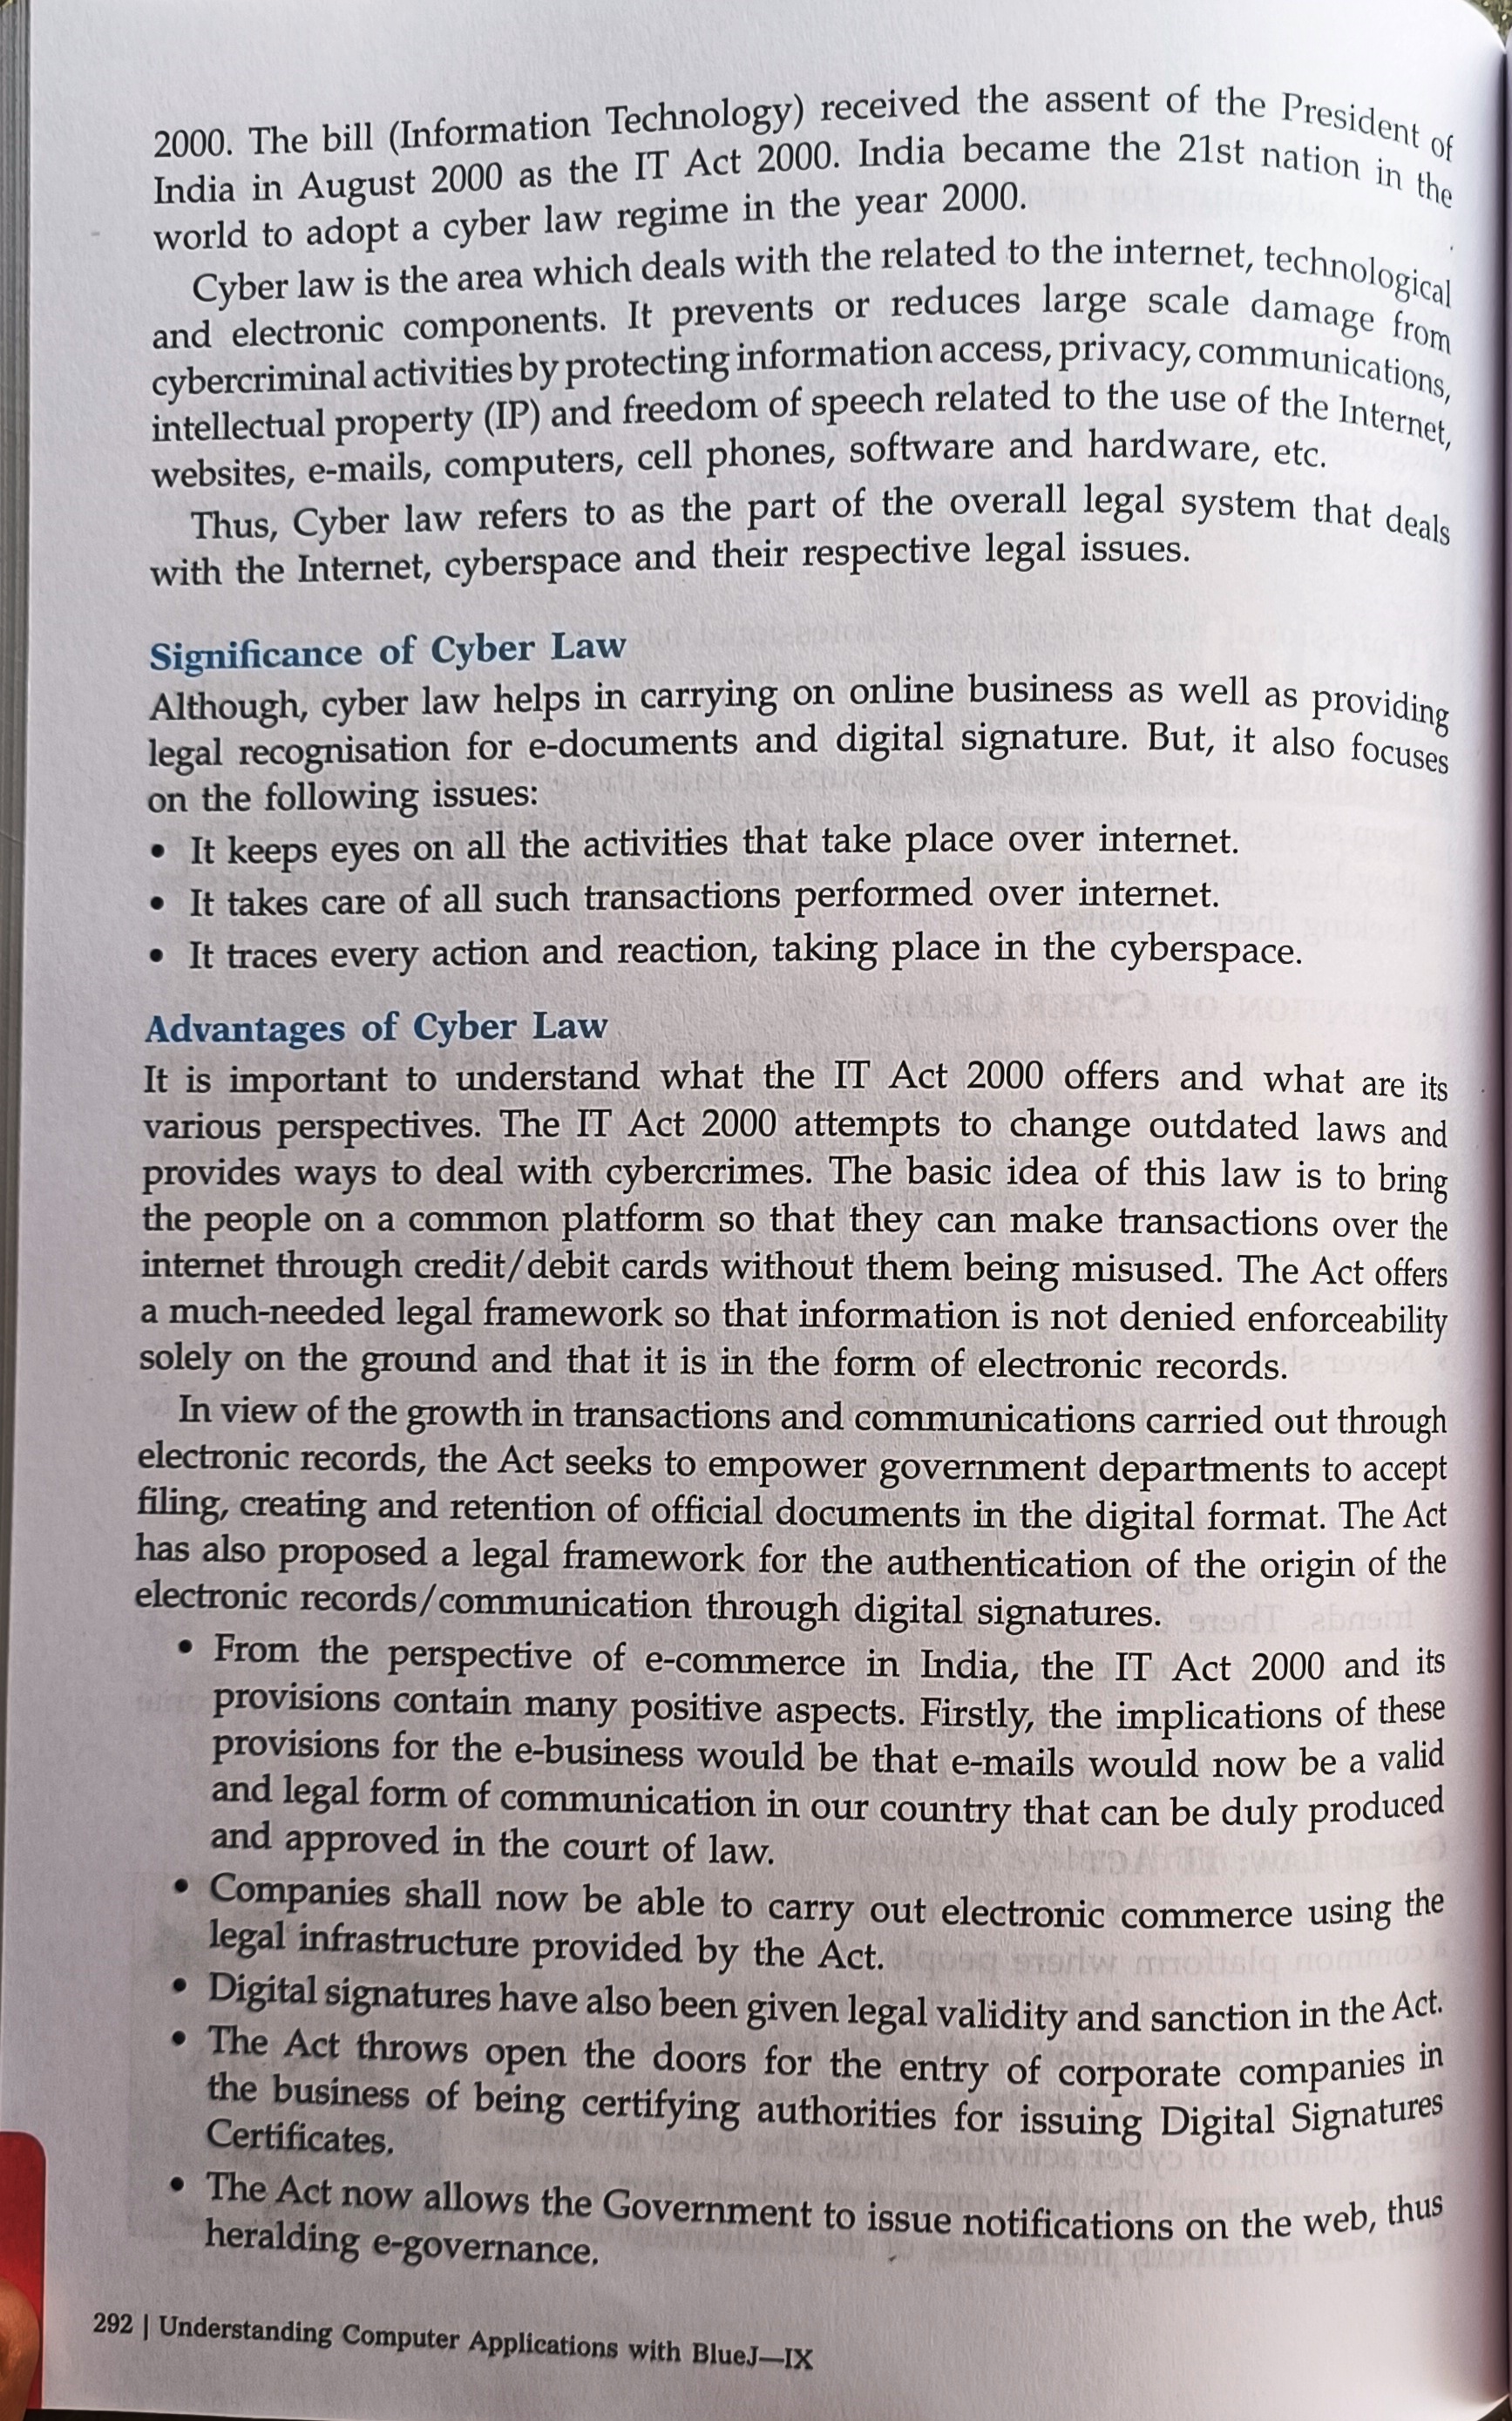 2000. The bill (Information Technology) received the assent of the President of
India in August 2000 as the IT Act 2000. India became the 21st nation in the
world to adopt a cyber law regime in the year 2000.
Cyber law is the area which deals with the related to the internet, technological
and electronic components. It prevents or reduces large scale damage from
cybercriminal activities by protecting information access, privacy, communications,
intellectual property (IP) and freedom of speech related to the use of the Internet,
websites, e-mails, computers, cell phones, software and hardware, etc.
Thus, Cyber law refers to as the part of the overall legal system that deals
with the Internet, cyberspace and their respective legal issues.
Significance of Cyber Law
Although, cyber law helps in carrying on online business as well as providing
legal recognisation for e-documents and digital signature. But, it also focuses
on the following issues:
• It keeps eyes on all the activities that take place over internet.
• It takes care of all such transactions performed over internet.
• It traces every action and reaction, taking place in the cyberspace.
Advantages of Cyber Law
It is important to understand what the IT Act 2000 offers and what are its
various perspectives. The IT Act 2000 attempts to change outdated laws and
provides ways to deal with cybercrimes. The basic idea of this law is to bring
the people on a common platform so that they can make transactions over the
internet through credit/debit cards without them being misused. The Act offers
a much-needed legal framework so that information is not denied enforceability
solely on the ground and that it is in the form of electronic records.
In view of the growth in transactions and communications carried out through
electronic records, the Act seeks to empower government departments to accept
filing, creating and retention of official documents in the digital format. The Act
has also proposed a legal framework for the authentication of the origin of the
electronic records/communication through digital signatures.
• From the perspective of e-commerce in India, the IT Act 2000 and its
provisions contain many positive aspects. Firstly, the implications of these
provisions for the e-business would be that e-mails would now be a valid
and legal form of communication in our country that can be duly produced
and approved in the court of law.
• Companies shall now be able to carry out electronic commerce using the
legal infrastructure provided by the Act.
• Digital signatures have also been given legal validity and sanction in the Act.
• The Act throws open the doors for the entry of corporate companies in
the business of being certifying authorities for issuing Digital Signatures
Certificates.
• The Act now allows the Government to issue notifications on the web, thus
heralding e-governance.
292 | Understanding Computer Applications with BlueJ—IX